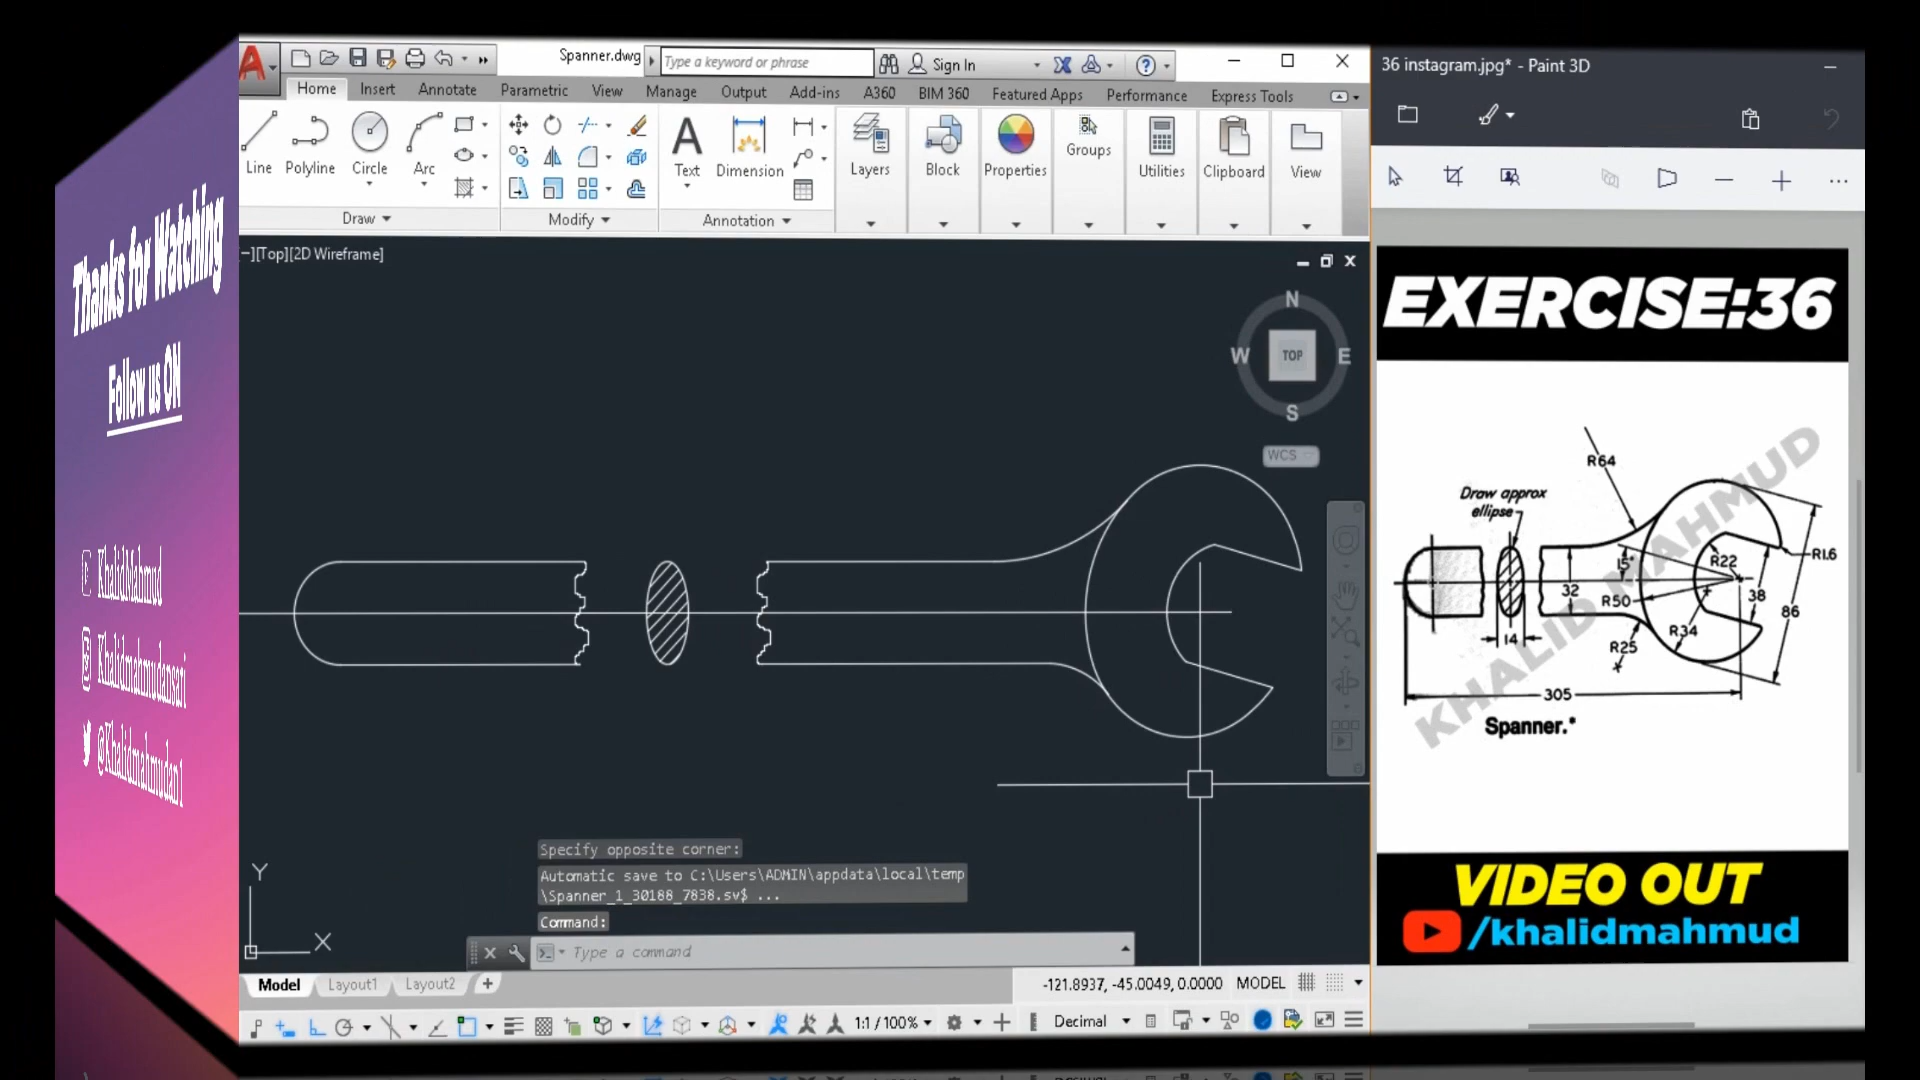 Thanks for Watching
Follow us ON
KhalidMahmud
Khalidmahmudansari
@Khalidmahmudan1
Spanner.dwg
Type a keyword or phrase
Sign In
Home Insert Annotate Parametric View Manage Output Add-ins A360 BIM 360 Featured Apps Performance Express Tools
Line Polyline Circle Arc
Text Dimension
Layers Block Properties Groups Utilities Clipboard View
Draw Modify Annotation
[-][Top][2D Wireframe]
N
W TOP E
S
WCS
Specify opposite corner:
Automatic save to C:\Users\ADMIN\appdata\local\temp
\Spanner_1_30188_7838.sv$ ...
Command:
Type a command
Y
X
Model Layout1 Layout2 +
-121.8937, -45.0049, 0.0000 MODEL
1:1 / 100% Decimal
36 instagram.jpg* - Paint 3D
EXERCISE:36
R64
Draw approx
ellipse
R1.6
R22
15°
32
R50
38
86
R34
14
R25
305
Spanner.*
KHALID MAHMUD
VIDEO OUT
/khalidmahmud